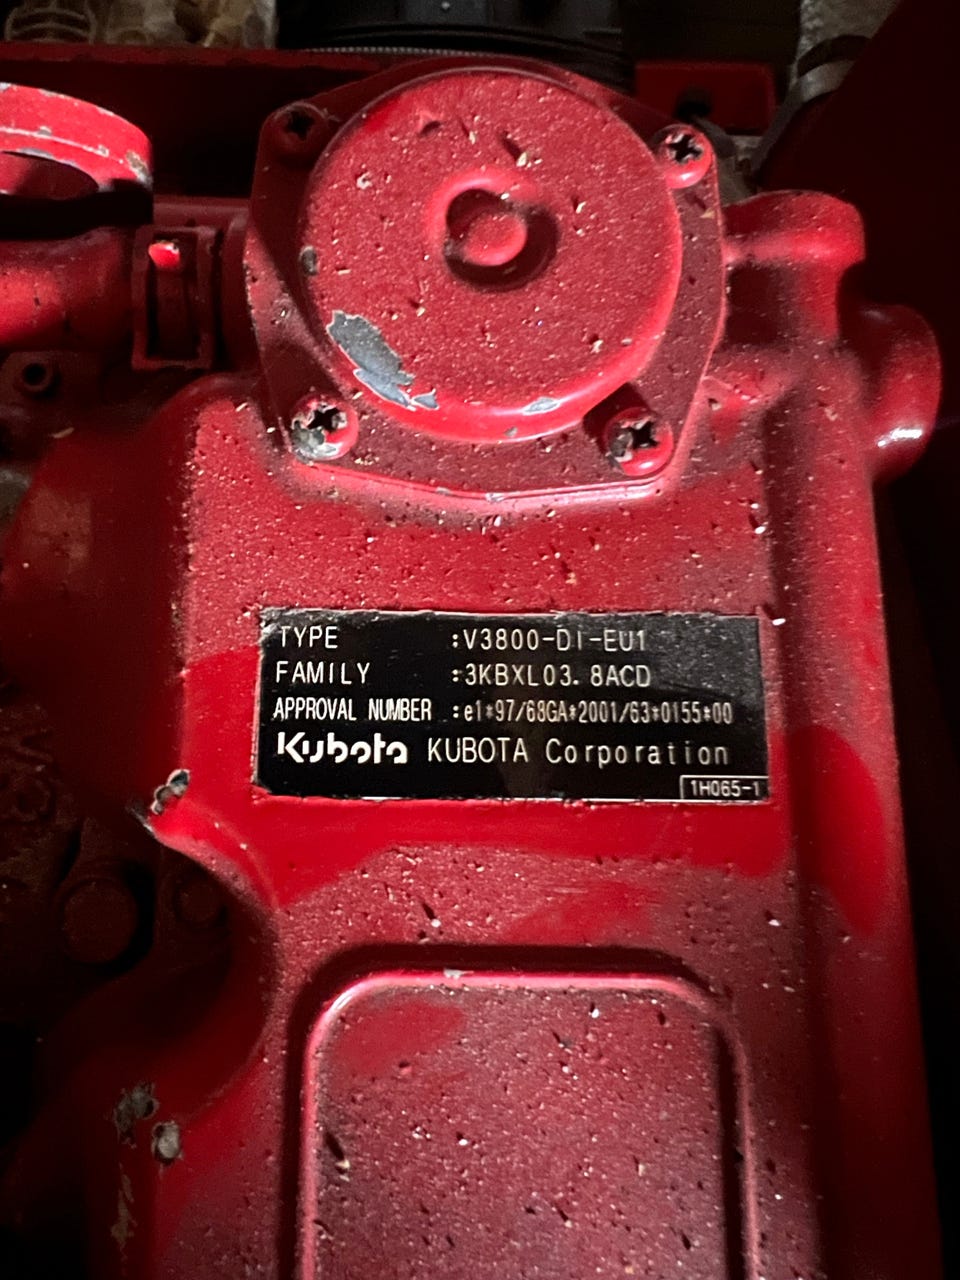 TYPE :V3800-DI-EU1
FAMILY :3KBXL03.8ACD
APPROVAL NUMBER :e1*97/68GA*2001/63*0155*00
Kubota KUBOTA Corporation
1H065-1